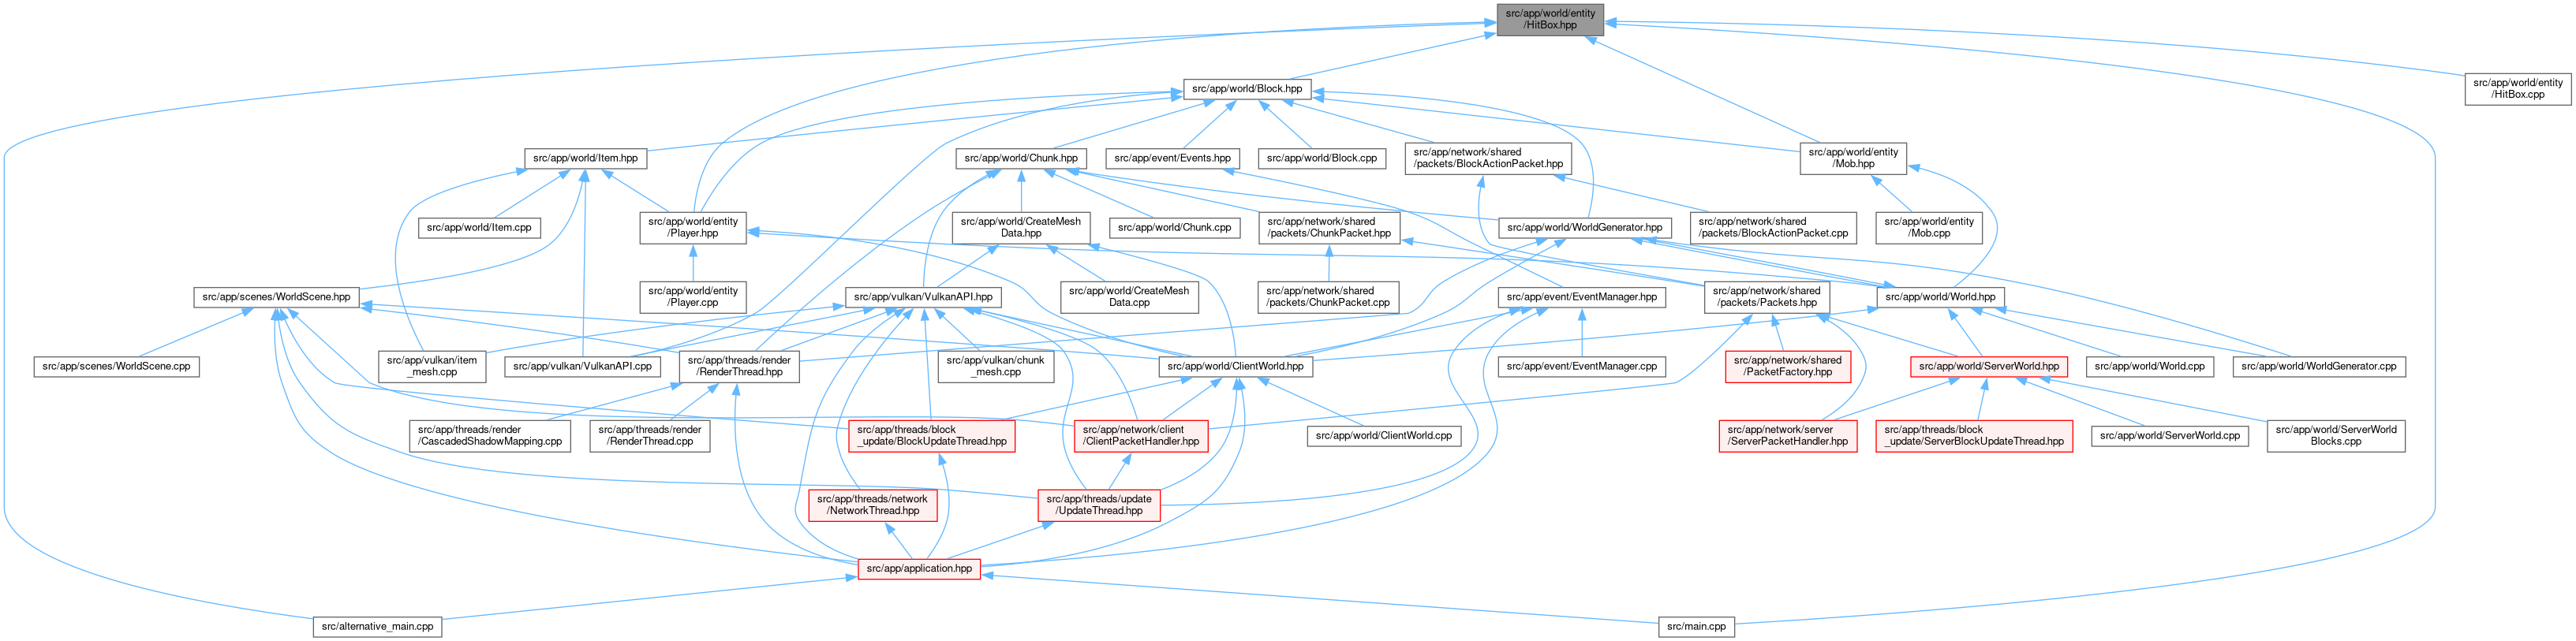 src/app/world/entity
/HitBox.hpp
src/app/world/Block.hpp
src/app/world/entity
/HitBox.cpp
src/app/world/Item.hpp
src/app/world/Chunk.hpp
src/app/event/Events.hpp
src/app/world/Block.cpp
src/app/network/shared
/packets/BlockActionPacket.hpp
src/app/world/entity
/Mob.hpp
src/app/world/Item.cpp
src/app/world/entity
/Player.hpp
src/app/world/CreateMesh
Data.hpp
src/app/world/Chunk.cpp
src/app/network/shared
/packets/ChunkPacket.hpp
src/app/world/WorldGenerator.hpp
src/app/network/shared
/packets/BlockActionPacket.cpp
src/app/world/entity
/Mob.cpp
src/app/scenes/WorldScene.hpp
src/app/world/entity
/Player.cpp
src/app/vulkan/VulkanAPI.hpp
src/app/world/CreateMesh
Data.cpp
src/app/network/shared
/packets/ChunkPacket.cpp
src/app/event/EventManager.hpp
src/app/network/shared
/packets/Packets.hpp
src/app/world/World.hpp
src/app/scenes/WorldScene.cpp
src/app/vulkan/item
_mesh.cpp
src/app/vulkan/VulkanAPI.cpp
src/app/threads/render
/RenderThread.hpp
src/app/vulkan/chunk
_mesh.cpp
src/app/world/ClientWorld.hpp
src/app/event/EventManager.cpp
src/app/network/shared
/PacketFactory.hpp
src/app/world/ServerWorld.hpp
src/app/world/World.cpp
src/app/world/WorldGenerator.cpp
src/app/threads/render
/CascadedShadowMapping.cpp
src/app/threads/render
/RenderThread.cpp
src/app/threads/block
_update/BlockUpdateThread.hpp
src/app/network/client
/ClientPacketHandler.hpp
src/app/world/ClientWorld.cpp
src/app/network/server
/ServerPacketHandler.hpp
src/app/threads/block
_update/ServerBlockUpdateThread.hpp
src/app/world/ServerWorld.cpp
src/app/world/ServerWorld
Blocks.cpp
src/app/threads/network
/NetworkThread.hpp
src/app/threads/update
/UpdateThread.hpp
src/app/application.hpp
src/alternative_main.cpp
src/main.cpp